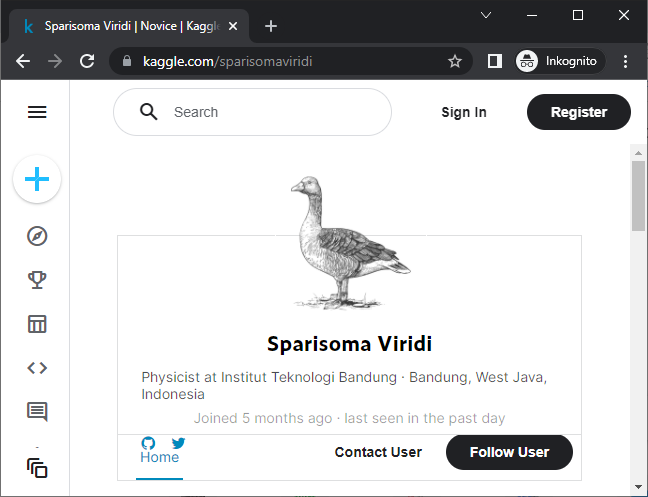 Sparisoma Viridi | Novice | Kaggle
kaggle.com/sparisomaviridi
Inkognito
Search
Sign In
Register
Sparisoma Viridi
Physicist at Institut Teknologi Bandung · Bandung, West Java,
Indonesia
Joined 5 months ago · last seen in the past day
Home
Contact User
Follow User